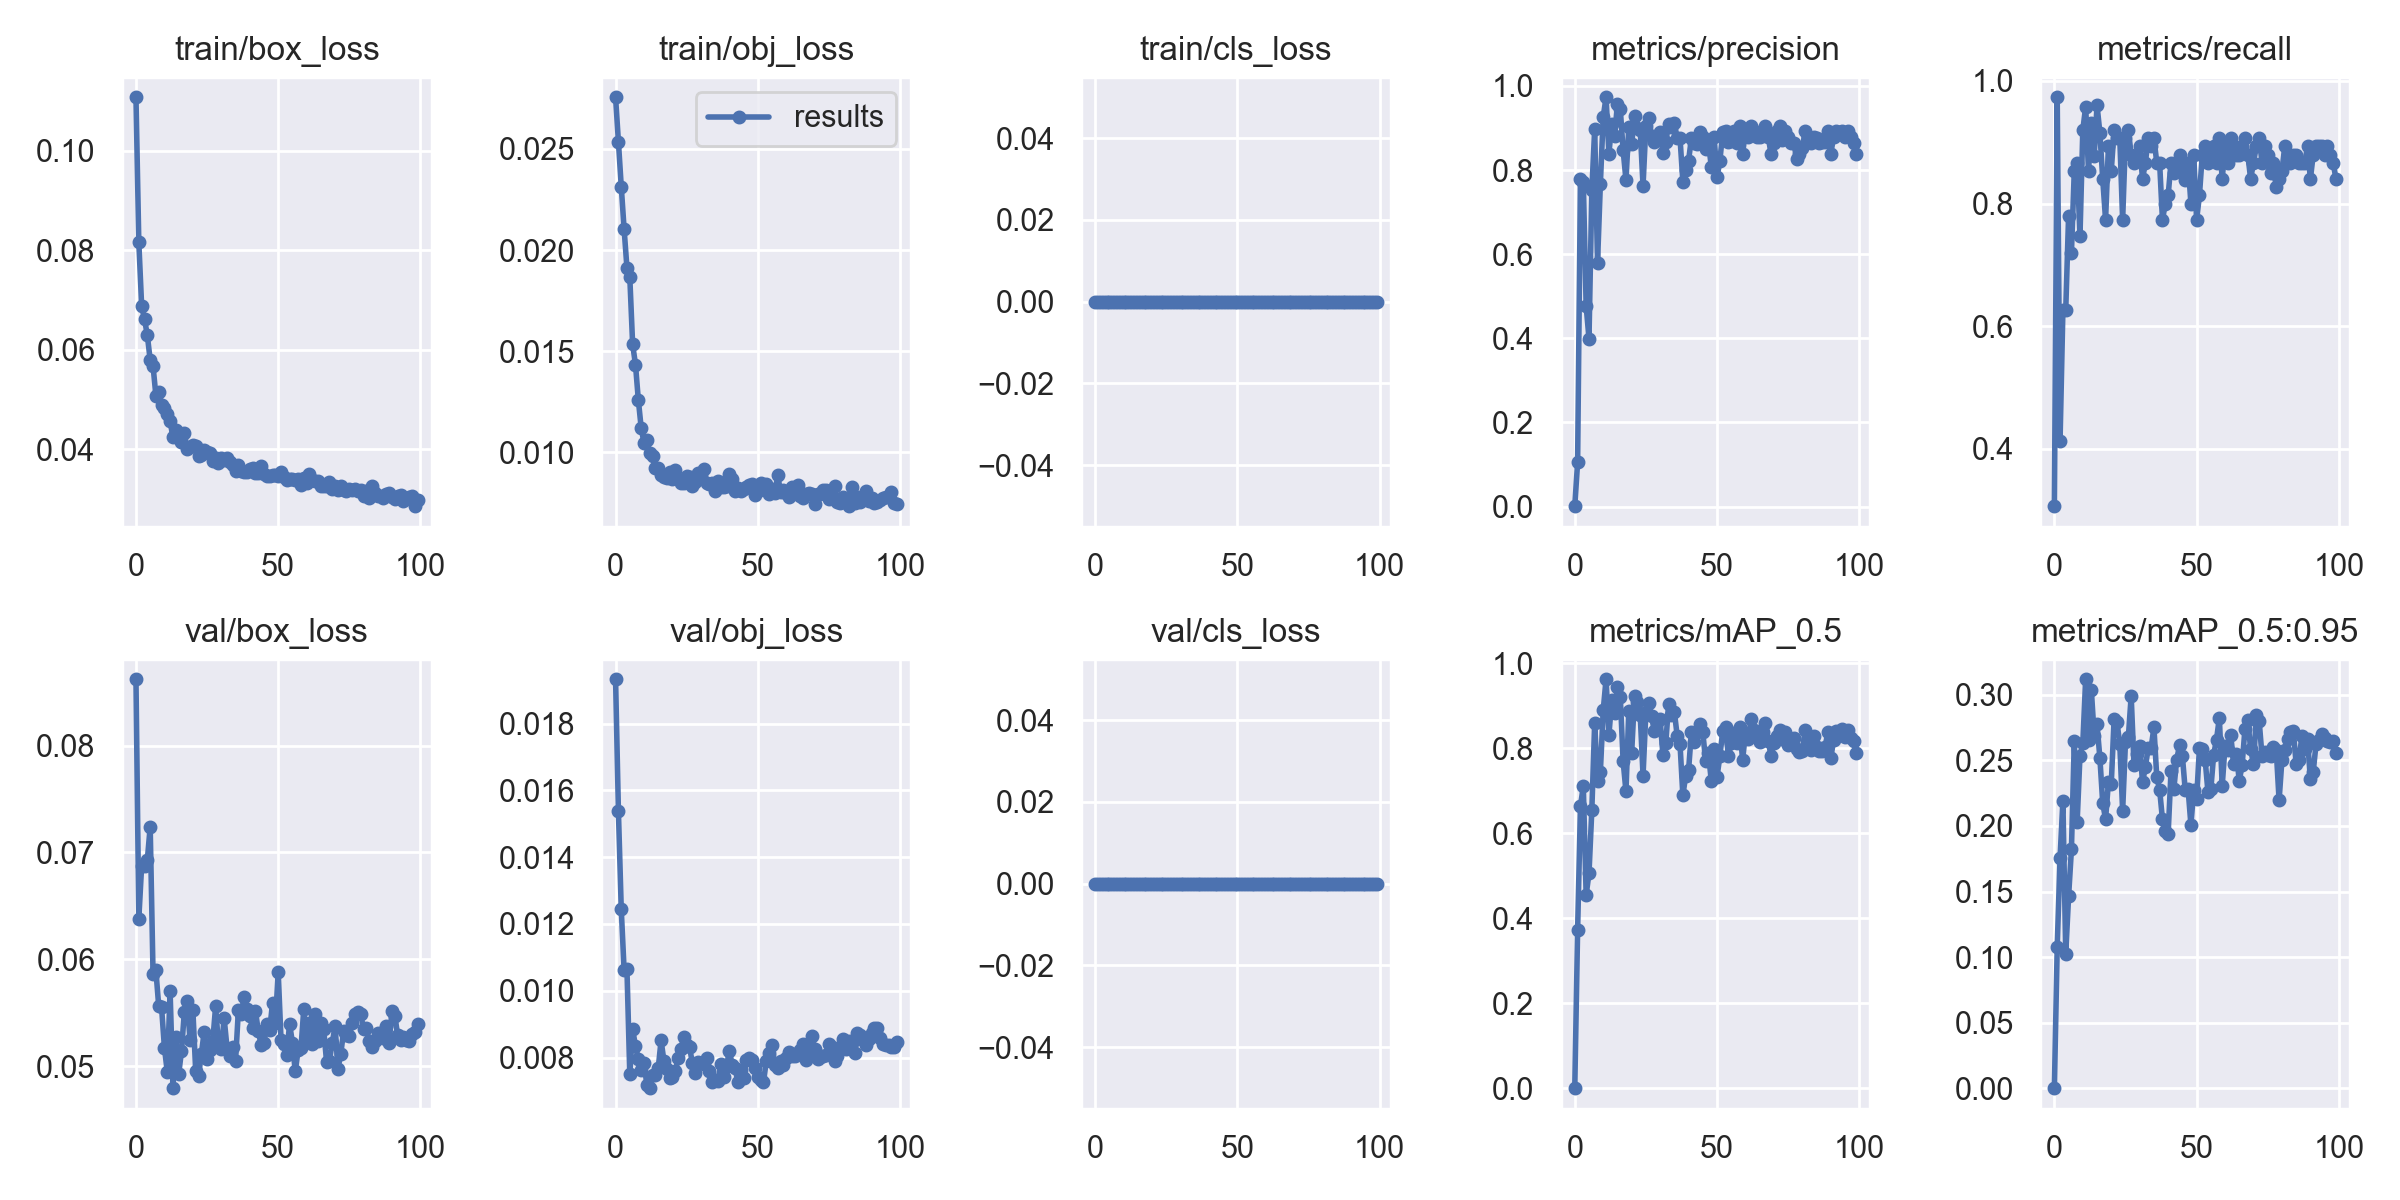 train/box_loss
0.10
0.08
0.06
0.04
0 50 100
train/obj_loss
results
0.025
0.020
0.015
0.010
0 50 100
train/cls_loss
0.04
0.02
0.00
−0.02
−0.04
0 50 100
metrics/precision
1.0
0.8
0.6
0.4
0.2
0.0
0 50 100
metrics/recall
1.0
0.8
0.6
0.4
0 50 100
val/box_loss
0.08
0.07
0.06
0.05
0 50 100
val/obj_loss
0.018
0.016
0.014
0.012
0.010
0.008
0 50 100
val/cls_loss
0.04
0.02
0.00
−0.02
−0.04
0 50 100
metrics/mAP_0.5
1.0
0.8
0.6
0.4
0.2
0.0
0 50 100
metrics/mAP_0.5:0.95
0.30
0.25
0.20
0.15
0.10
0.05
0.00
0 50 100